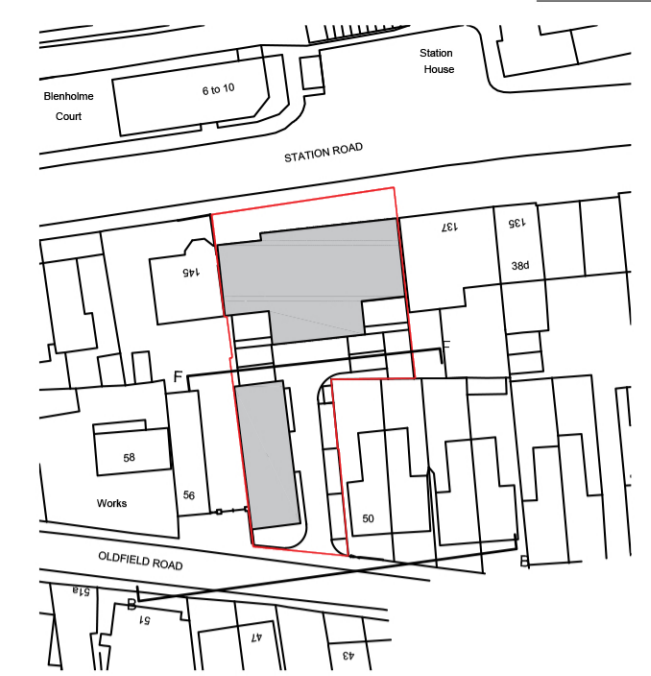 Station
House
6 to 10
Blenholme
Court
STATION ROAD
137
135
38d
145
F
F
58
56
Works
50
OLDFIELD ROAD
B
51a
B
51
47
43